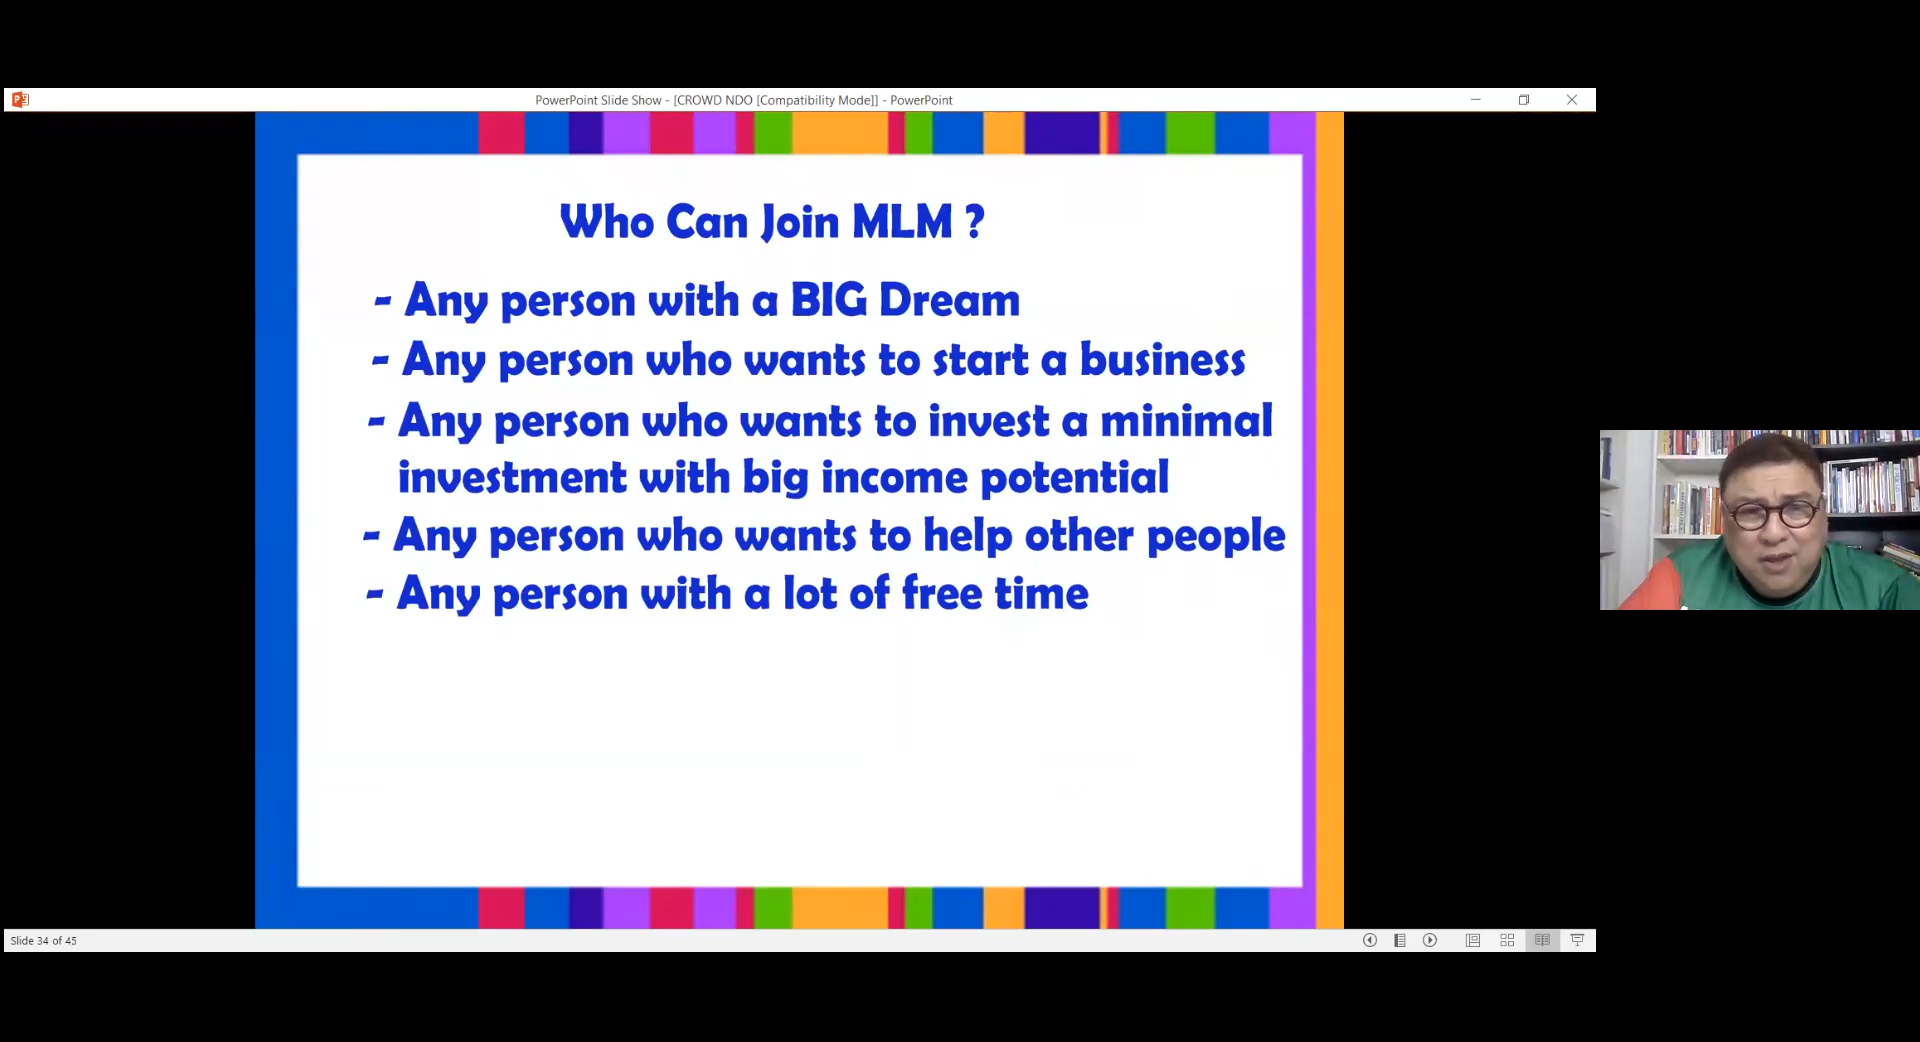 PowerPoint Slide Show - [CROWD NDO [Compatibility Mode]] - PowerPoint
Who Can Join MLM ?
- Any person with a BIG Dream
- Any person who wants to start a business
- Any person who wants to invest a minimal
investment with big income potential
- Any person who wants to help other people
- Any person with a lot of free time
Slide 34 of 45